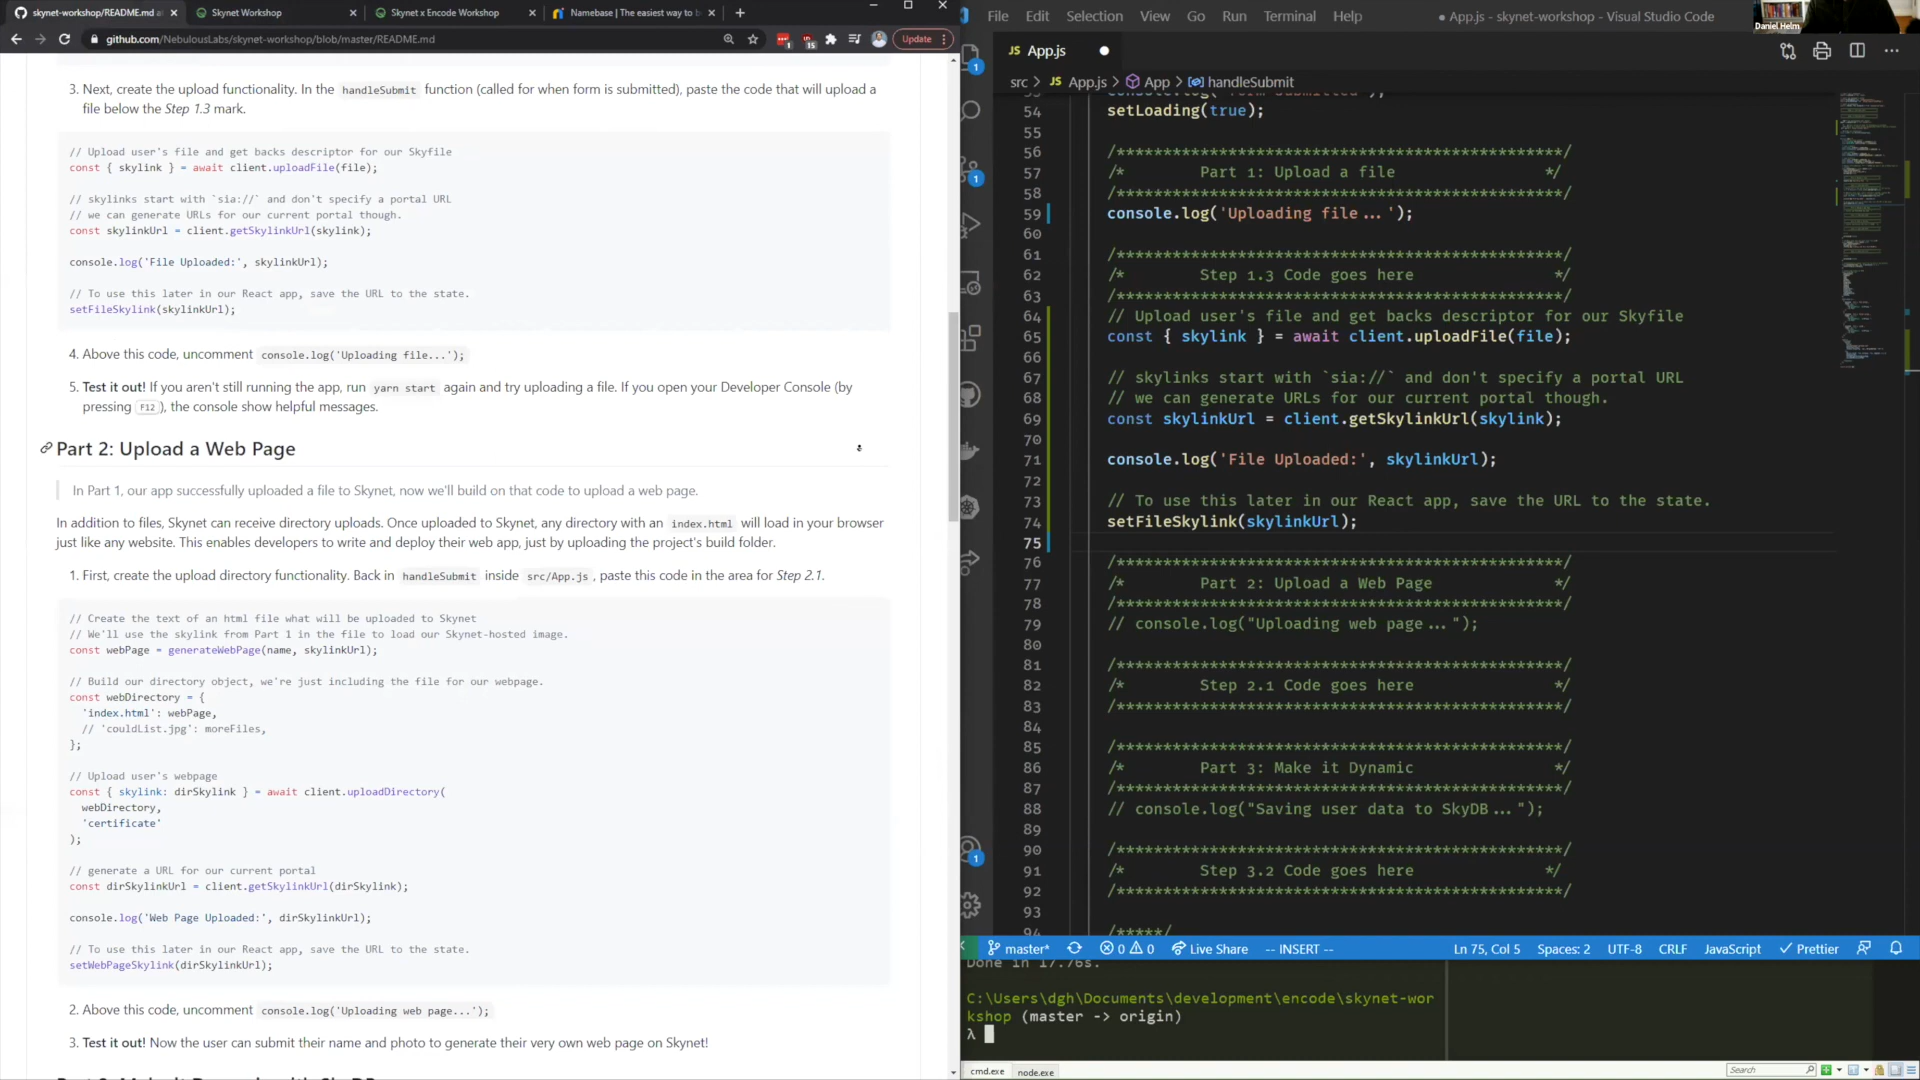 skynet-workshop/README.md a
Skynet Workshop
Skynet x Encode Workshop
Namebase | The easiest way to b
github.com/NebulousLabs/skynet-workshop/blob/master/README.md
Update
3. Next, create the upload functionality. In the handleSubmit function (called for when form is submitted), paste the code that will upload a
file below the Step 1.3 mark.
// Upload user's file and get backs descriptor for our Skyfile
const { skylink } = await client.uploadFile(file);
// skylinks start with `sia://` and don't specify a portal URL
// we can generate URLs for our current portal though.
const skylinkUrl = client.getSkylinkUrl(skylink);
console.log('File Uploaded:', skylinkUrl);
// To use this later in our React app, save the URL to the state.
setFileSkylink(skylinkUrl);
4. Above this code, uncomment console.log('Uploading file...');
5. Test it out! If you aren't still running the app, run yarn start again and try uploading a file. If you open your Developer Console (by
pressing F12 ), the console show helpful messages.
Part 2: Upload a Web Page
In Part 1, our app successfully uploaded a file to Skynet, now we'll build on that code to upload a web page.
In addition to files, Skynet can receive directory uploads. Once uploaded to Skynet, any directory with an index.html will load in your browser
just like any website. This enables developers to write and deploy their web app, just by uploading the project's build folder.
1. First, create the upload directory functionality. Back in handleSubmit inside src/App.js , paste this code in the area for Step 2.1.
// Create the text of an html file what will be uploaded to Skynet
// We'll use the skylink from Part 1 in the file to load our Skynet-hosted image.
const webPage = generateWebPage(name, skylinkUrl);
// Build our directory object, we're just including the file for our webpage.
const webDirectory = {
'index.html': webPage,
// 'couldList.jpg': moreFiles,
};
// Upload user's webpage
const { skylink: dirSkylink } = await client.uploadDirectory(
webDirectory,
'certificate'
);
// generate a URL for our current portal
const dirSkylinkUrl = client.getSkylinkUrl(dirSkylink);
console.log('Web Page Uploaded:', dirSkylinkUrl);
// To use this later in our React app, save the URL to the state.
setWebPageSkylink(dirSkylinkUrl);
2. Above this code, uncomment console.log('Uploading web page...');
3. Test it out! Now the user can submit their name and photo to generate their very own web page on Skynet!
File Edit Selection View Go Run Terminal Help
● App.js - skynet-workshop - Visual Studio Code
Daniel Helm
JS App.js
src > JS App.js > App > handleSubmit
54 setLoading(true);
55
56 /************************************************/
57 /* Part 1: Upload a file */
58 /************************************************/
59 console.log('Uploading file...');
60
61 /************************************************/
62 /* Step 1.3 Code goes here */
63 /************************************************/
64 // Upload user's file and get backs descriptor for our Skyfile
65 const { skylink } = await client.uploadFile(file);
66
67 // skylinks start with `sia://` and don't specify a portal URL
68 // we can generate URLs for our current portal though.
69 const skylinkUrl = client.getSkylinkUrl(skylink);
70
71 console.log('File Uploaded:', skylinkUrl);
72
73 // To use this later in our React app, save the URL to the state.
74 setFileSkylink(skylinkUrl);
75
76 /************************************************/
77 /* Part 2: Upload a Web Page */
78 /************************************************/
79 // console.log("Uploading web page...");
80
81 /************************************************/
82 /* Step 2.1 Code goes here */
83 /************************************************/
84
85 /************************************************/
86 /* Part 3: Make it Dynamic */
87 /************************************************/
88 // console.log("Saving user data to SkyDB...");
89
90 /************************************************/
91 /* Step 3.2 Code goes here */
92 /************************************************/
93
94 /*****/
master* 0 0 Live Share -- INSERT -- Ln 75, Col 5 Spaces: 2 UTF-8 CRLF JavaScript Prettier
Done in 17.76s.
C:\Users\dgh\Documents\development\encode\skynet-wor
kshop (master -> origin)
λ
cmd.exe node.exe
Search